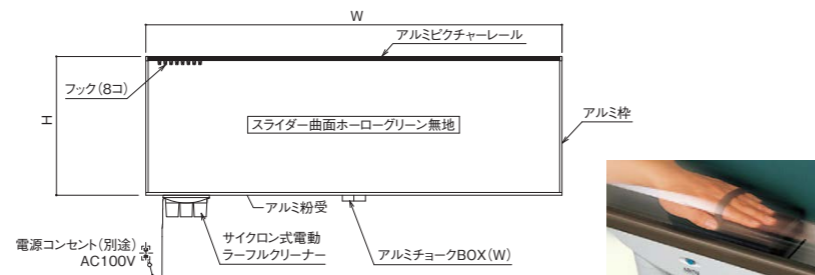 W
アルミピクチャーレール
フック(8コ)
H
スライダー曲面ホーローグリーン無地
アルミ枠
アルミ粉受
サイクロン式電動
ラーフルクリーナー
アルミチョークBOX(W)
電源コンセント(別途)
AC100V